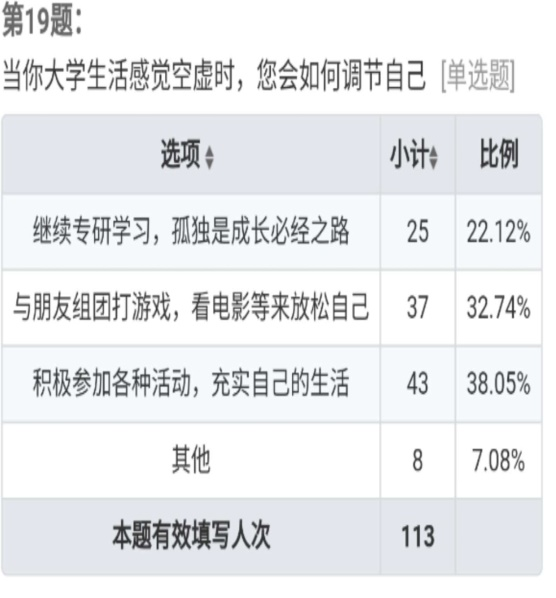 第19题：
当你大学生活感觉空虚时，您会如何调节自己 [单选题]
选项 小计 比例
继续专研学习，孤独是成长必经之路 25 22.12%
与朋友组团打游戏，看电影等来放松自己 37 32.74%
积极参加各种活动，充实自己的生活 43 38.05%
其他 8 7.08%
本题有效填写人次 113